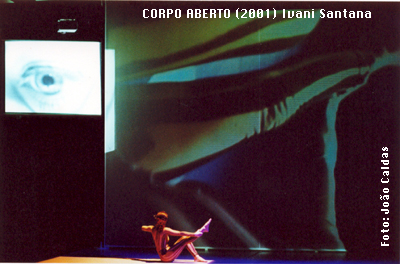 CORPO ABERTO (2001) Ivani Santana
Foto: João Caldas